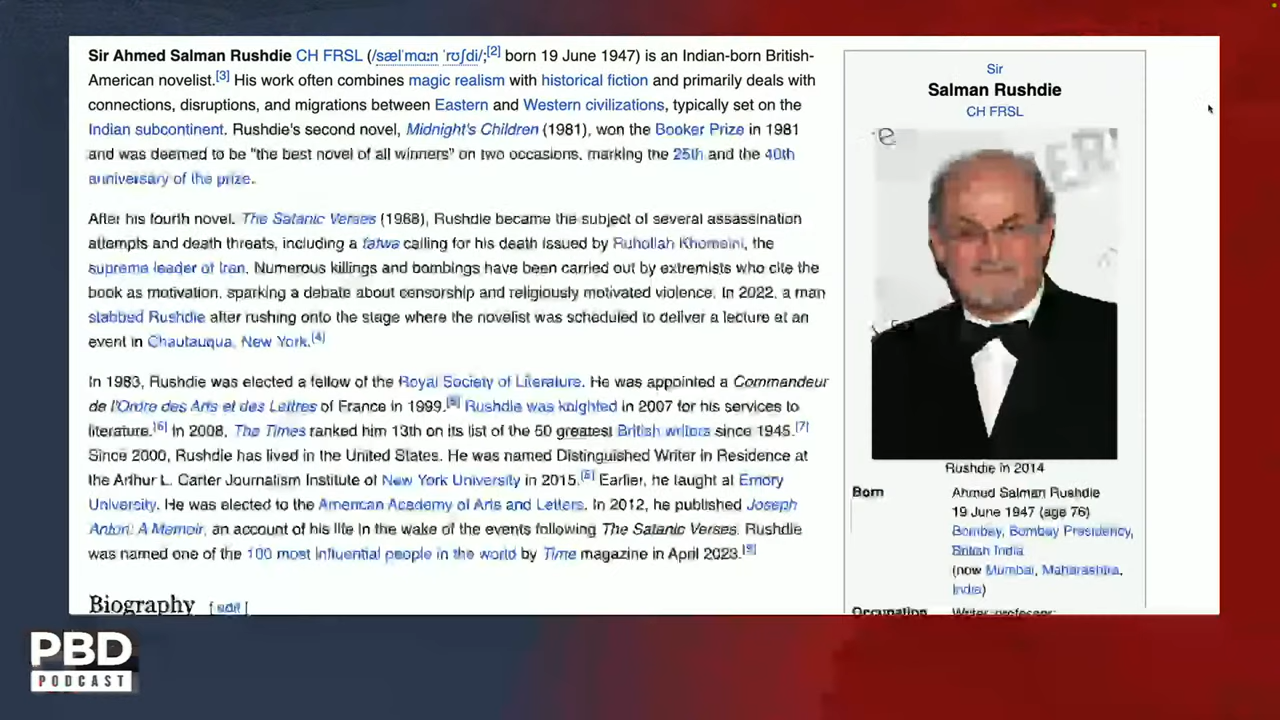 Sir Ahmed Salman Rushdie CH FRSL (/sælˈmɑːn ˈrʊʃdi/;[2] born 19 June 1947) is an Indian-born British-
American novelist.[3] His work often combines magic realism with historical fiction and primarily deals with
connections, disruptions, and migrations between Eastern and Western civilizations, typically set on the
Indian subcontinent. Rushdie's second novel, Midnight's Children (1981), won the Booker Prize in 1981
and was deemed to be "the best novel of all winners" on two occasions, marking the 25th and the 40th
anniversary of the prize.
After his fourth novel, The Satanic Verses (1988), Rushdie became the subject of several assassination
attempts and death threats, including a fatwa calling for his death issued by Ruhollah Khomeini, the
supreme leader of Iran. Numerous killings and bombings have been carried out by extremists who cite the
book as motivation, sparking a debate about censorship and religiously motivated violence. In 2022, a man
stabbed Rushdie after rushing onto the stage where the novelist was scheduled to deliver a lecture at an
event in Chautauqua, New York.[4]
In 1983, Rushdie was elected a fellow of the Royal Society of Literature. He was appointed a Commandeur
de l'Ordre des Arts et des Lettres of France in 1999.[5] Rushdie was knighted in 2007 for his services to
literature.[6] In 2008, The Times ranked him 13th on its list of the 50 greatest British writers since 1945.[7]
Since 2000, Rushdie has lived in the United States. He was named Distinguished Writer in Residence at
the Arthur L. Carter Journalism Institute of New York University in 2015. Earlier, he taught at Emory
University. He was elected to the American Academy of Arts and Letters. In 2012, he published Joseph
Anton: A Memoir, an account of his life in the wake of the events following The Satanic Verses. Rushdie
was named one of the 100 most influential people in the world by Time magazine in April 2023.
Biography [ edit ]
Sir
Salman Rushdie
CH FRSL
Rushdie in 2014
Born
Ahmed Salman Rushdie
19 June 1947 (age 76)
Bombay, Bombay Presidency,
British India
(now Mumbai, Maharashtra,
India)
Occupation Writer, professor;
PBD
PODCAST